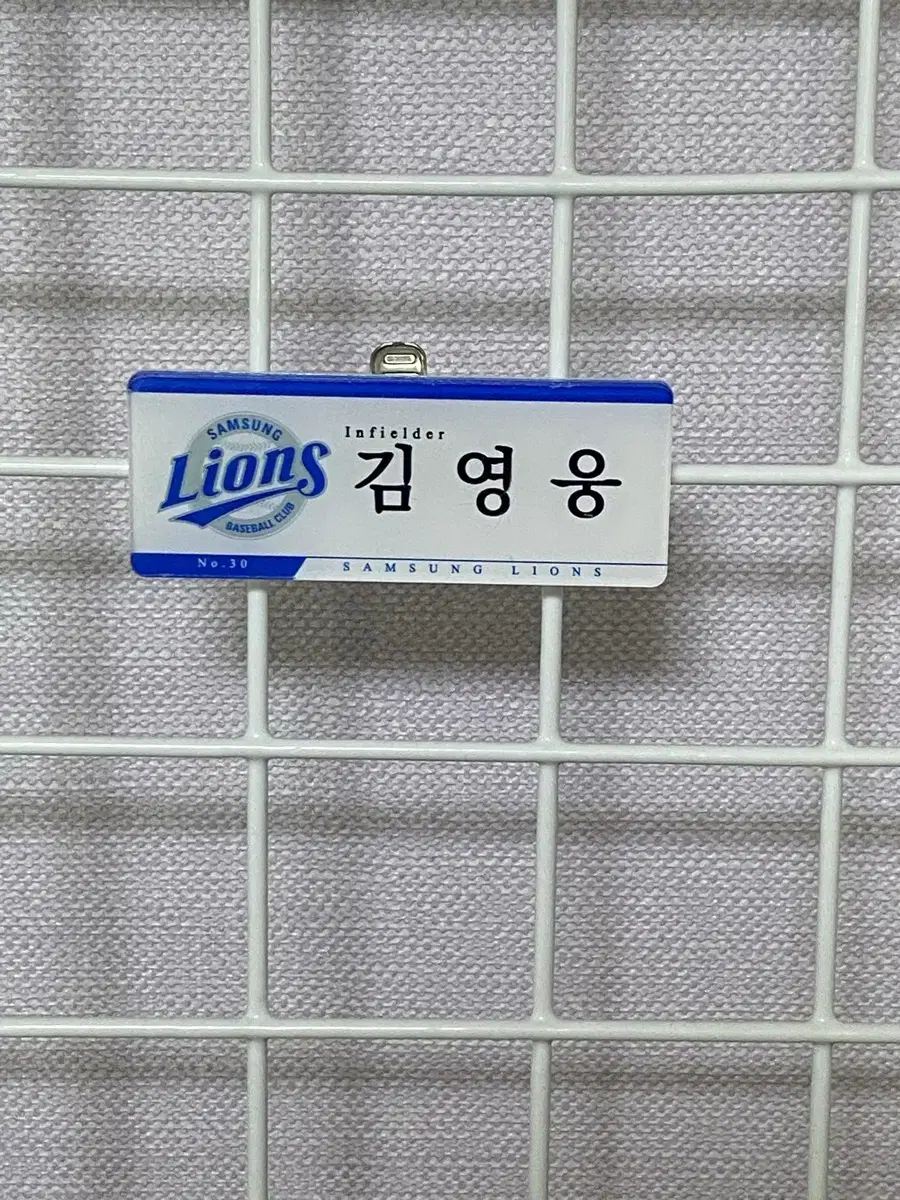 SAMSUNG
Lions
BASEBALL CLUB
Infielder
김영웅
No.30
SAMSUNG LIONS